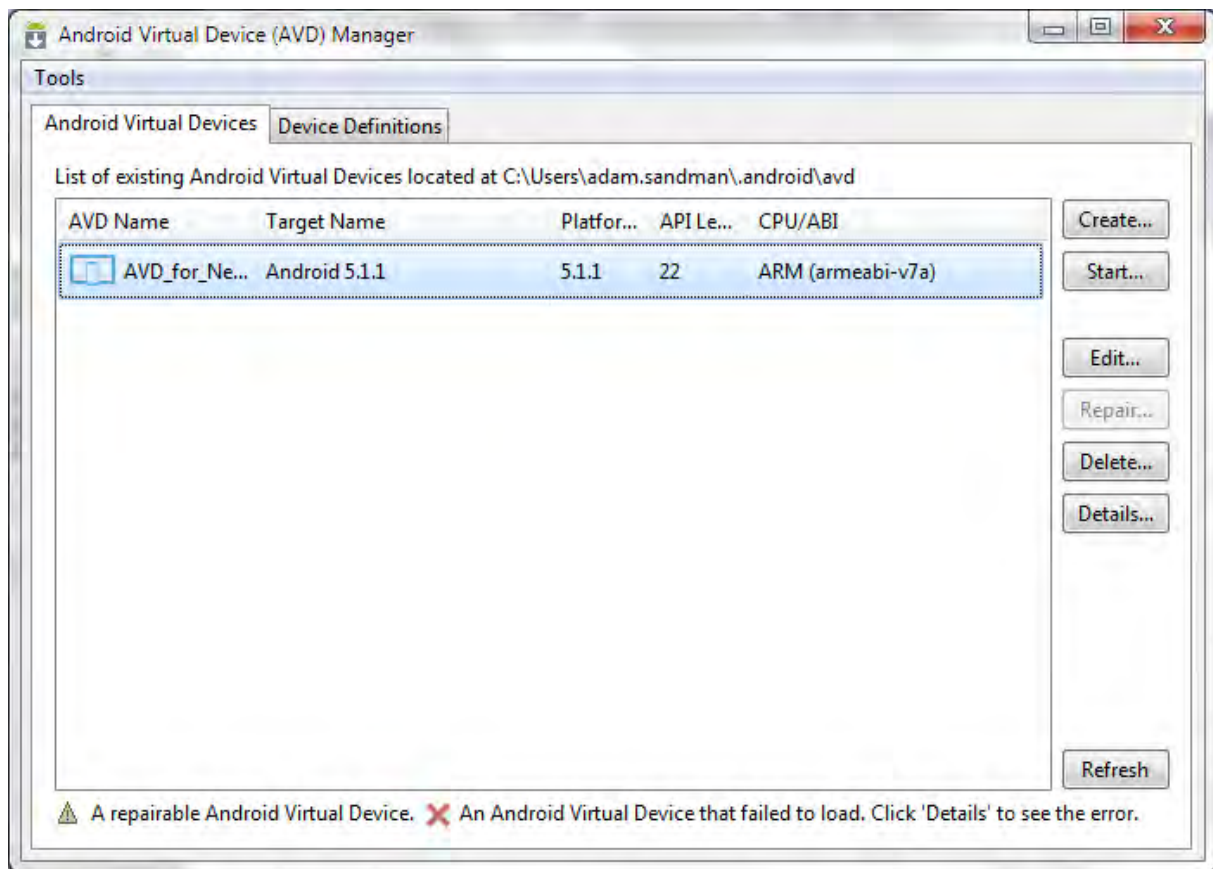 Android Virtual Device (AVD) Manager
Tools
Android Virtual Devices Device Definitions
List of existing Android Virtual Devices located at C:\Users\adam.sandman\.android\avd
AVD Name Target Name Platfor... API Le... CPU/ABI
AVD_for_Ne... Android 5.1.1 5.1.1 22 ARM (armeabi-v7a)
Create...
Start...
Edit...
Repair...
Delete...
Details...
Refresh
A repairable Android Virtual Device. An Android Virtual Device that failed to load. Click 'Details' to see the error.